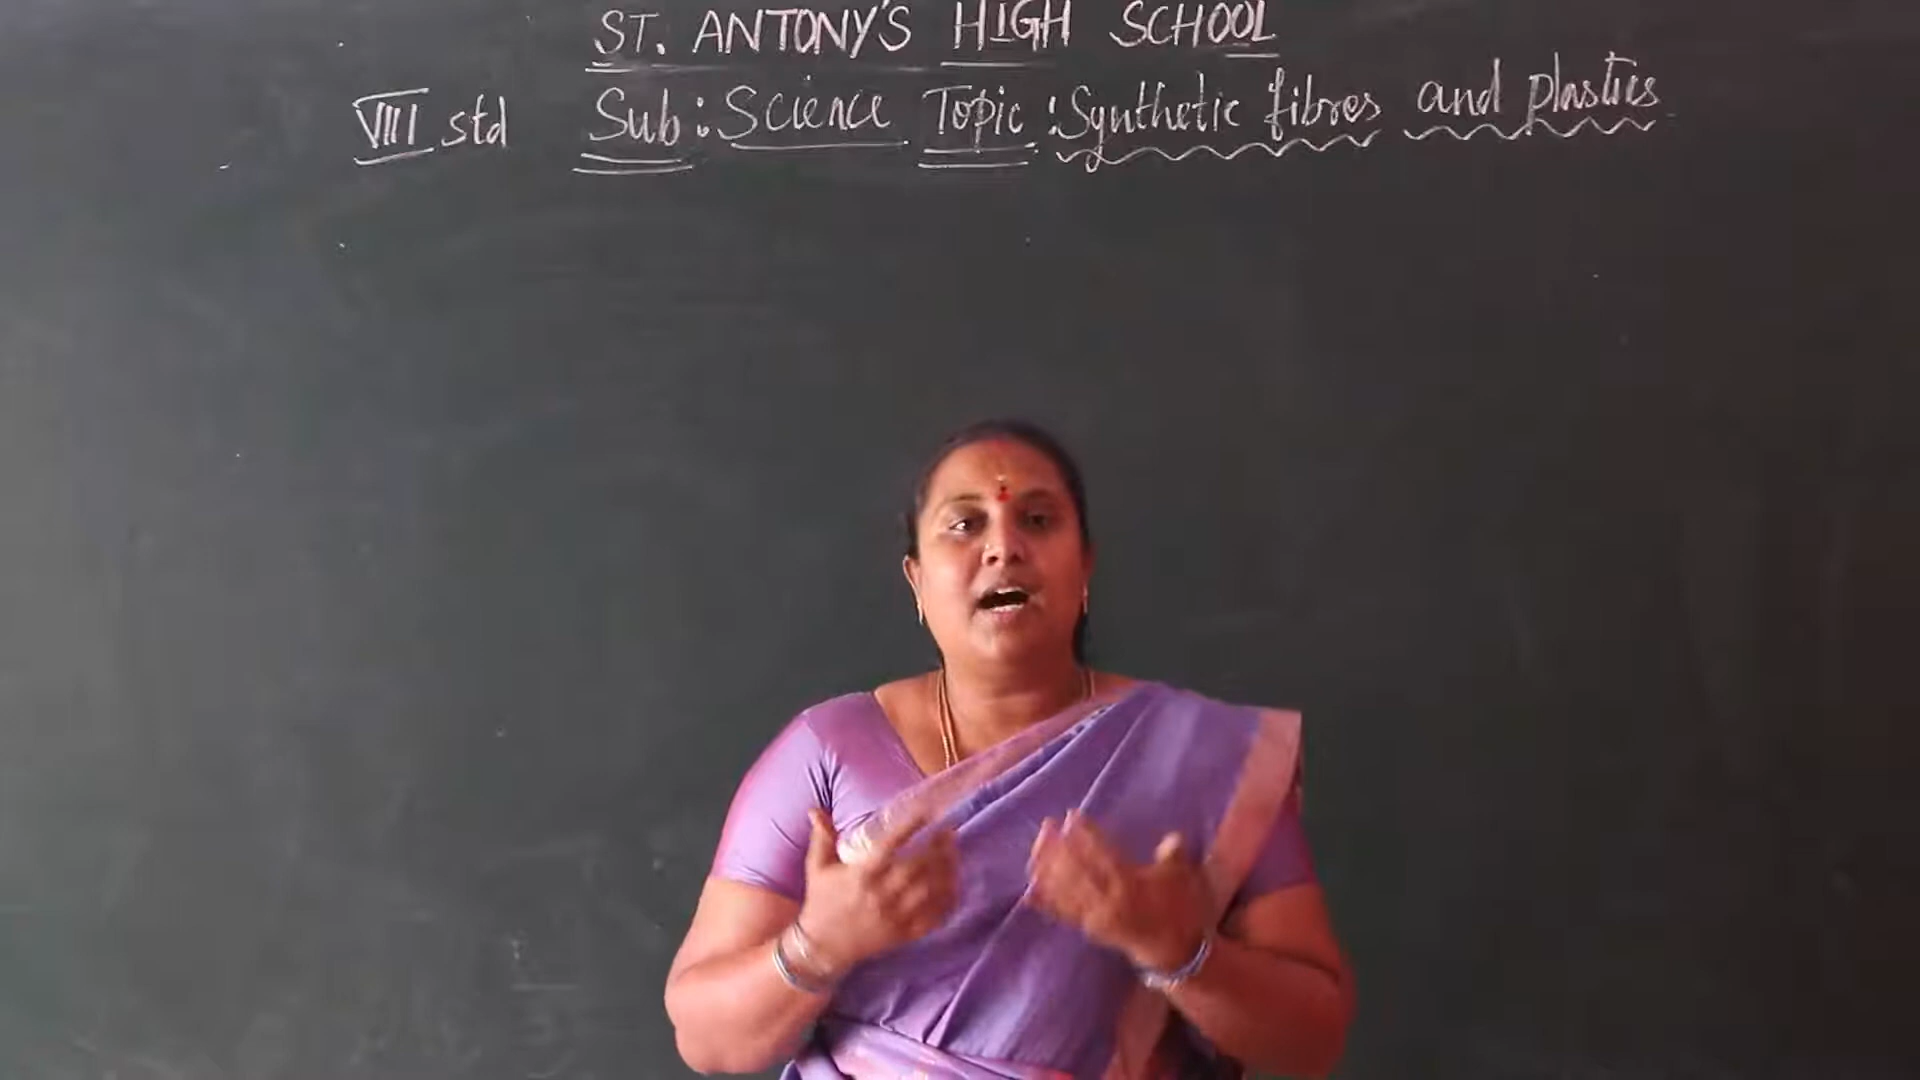 ST. ANTONY'S HIGH SCHOOL
VIII std Sub: Science Topic: Synthetic fibres and plastics